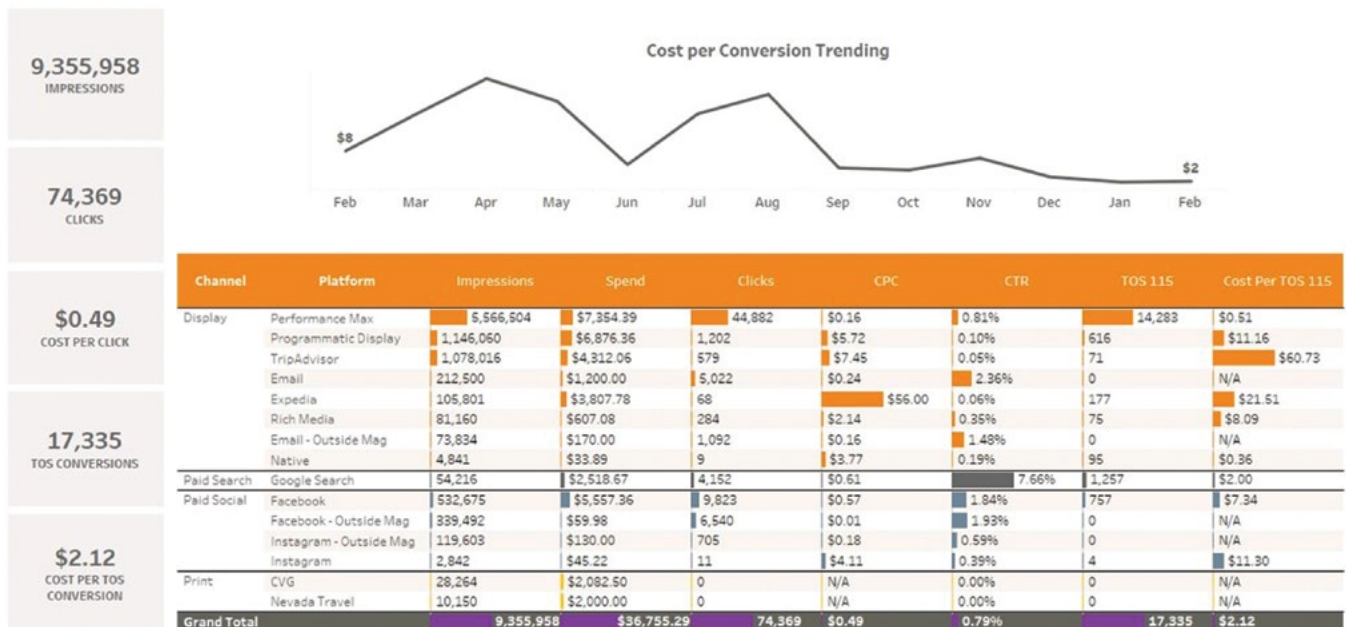 9,355,958
IMPRESSIONS
74,369
CLICKS
$0.49
COST PER CLICK
17,335
TOS CONVERSIONS
$2.12
COST PER TOS
CONVERSION
Cost per Conversion Trending
$8
$2
Feb Mar Apr May Jun Jul Aug Sep Oct Nov Dec Jan Feb
Channel Platform Impressions Spend Clicks CPC CTR TOS 115 Cost Per TOS 115
Display Performance Max 5,566,504 $7,354.39 44,882 $0.16 0.81% 14,283 $0.51
Programmatic Display 1,146,060 $6,876.36 1,202 $5.72 0.10% 616 $11.16
TripAdvisor 1,078,016 $4,312.06 579 $7.45 0.05% 71 $60.73
Email 212,500 $1,200.00 5,022 $0.24 2.36% 0 N/A
Expedia 105,801 $3,807.78 68 $56.00 0.06% 177 $21.51
Rich Media 81,160 $607.08 284 $2.14 0.35% 75 $8.09
Email - Outside Mag 73,834 $170.00 1,092 $0.16 1.48% 0 N/A
Native 4,841 $33.89 9 $3.77 0.19% 95 $0.36
Paid Search Google Search 54,216 $2,518.67 4,152 $0.61 7.66% 1,257 $2.00
Paid Social Facebook 532,675 $5,557.36 9,823 $0.57 1.84% 757 $7.34
Facebook - Outside Mag 339,492 $59.98 6,540 $0.01 1.93% 0 N/A
Instagram - Outside Mag 119,603 $130.00 705 $0.18 0.59% 0 N/A
Instagram 2,842 $45.22 11 $4.11 0.39% 4 $11.30
Print CVG 28,264 $2,082.50 0 N/A 0.00% 0 N/A
Nevada Travel 10,150 $2,000.00 0 N/A 0.00% 0 N/A
Grand Total 9,355,958 $36,755.29 74,369 $0.49 0.79% 17,335 $2.12